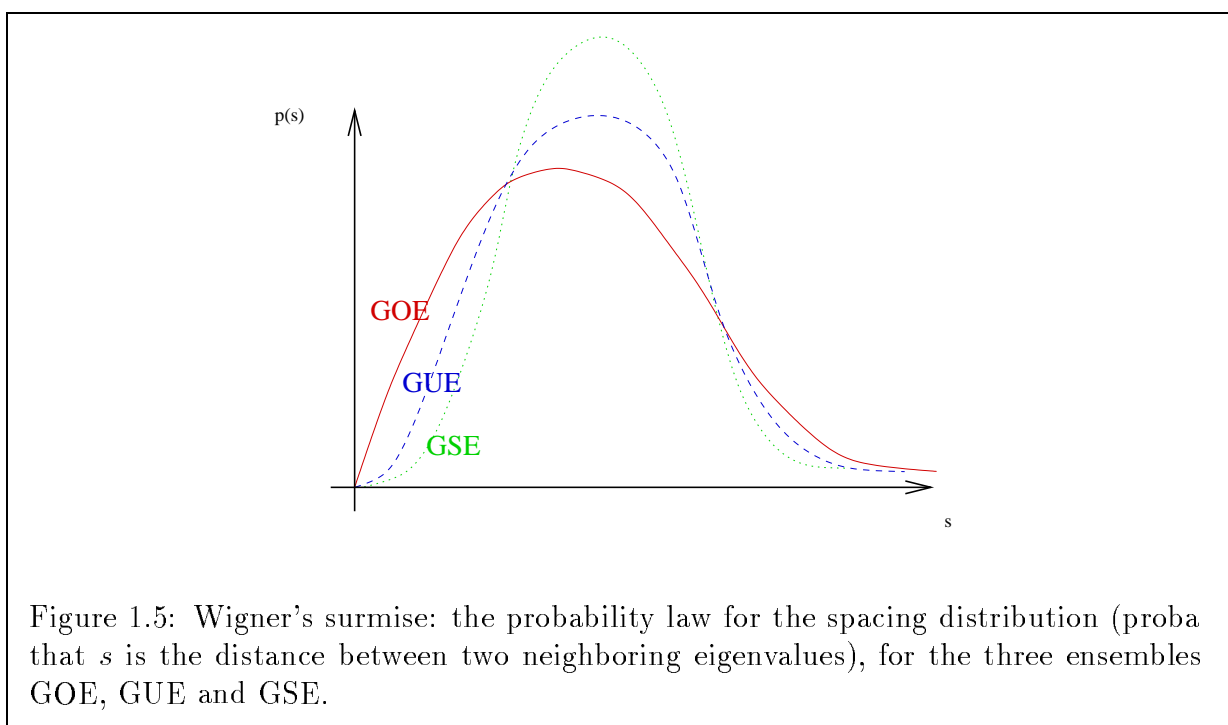 p(s)
GOE
GUE
GSE
s
Figure 1.5: Wigner's surmise: the probability law for the spacing distribution (proba
that s is the distance between two neighboring eigenvalues), for the three ensembles
GOE, GUE and GSE.